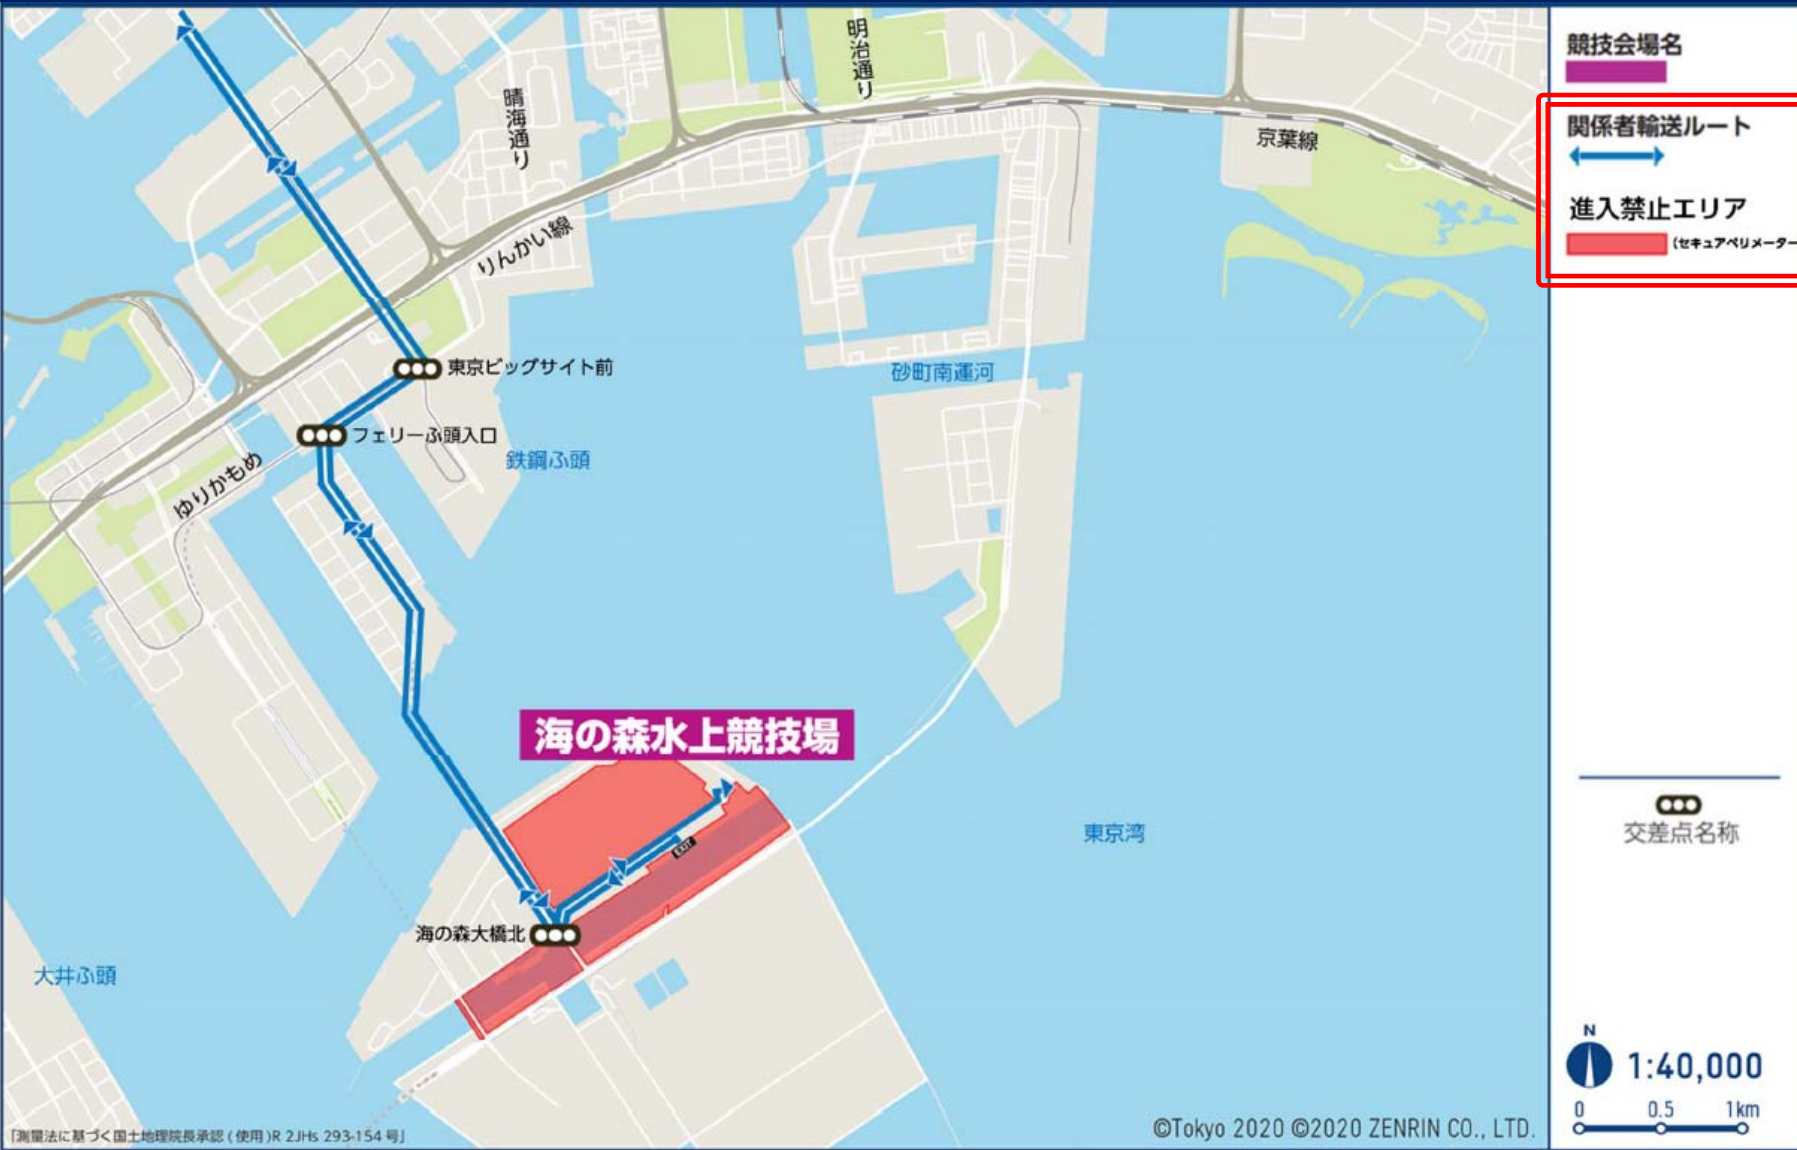 明治通り
晴海通り
京葉線
りんかい線
東京ビッグサイト前
砂町南運河
フェリーふ頭入口
鉄鋼ふ頭
ゆりかもめ
海の森水上競技場
東京湾
EXIT
海の森大橋北
大井ふ頭
「測量法に基づく国土地理院長承認(使用)R 2JHs 293-154号」
©Tokyo 2020 ©2020 ZENRIN CO., LTD.
競技会場名
関係者輸送ルート
進入禁止エリア
(セキュアペリメーター
交差点名称
N
1:40,000
0 0.5 1km